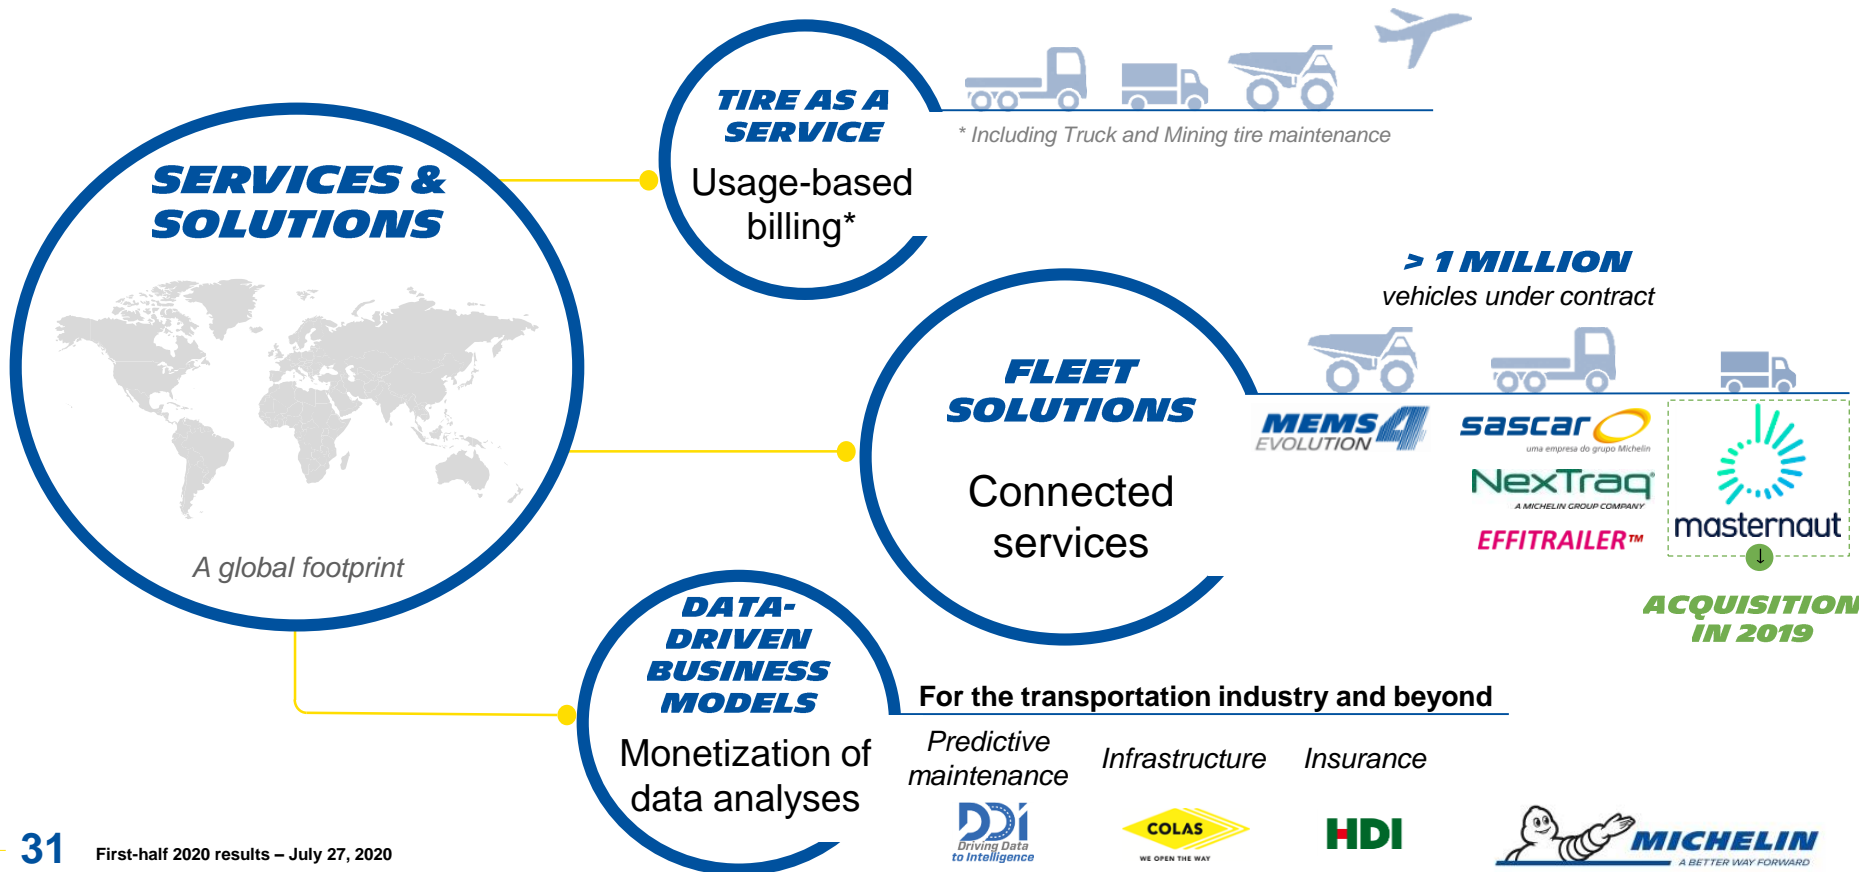 SERVICES &
SOLUTIONS
A global footprint
TIRE AS A
SERVICE
Usage-based
billing*
* Including Truck and Mining tire maintenance
> 1 MILLION
vehicles under contract
FLEET
SOLUTIONS
Connected
services
MEMS4
EVOLUTION
sascar
uma empresa do grupo Michelin
NexTraq®
A MICHELIN GROUP COMPANY
EFFITRAILER™
masternaut
↓
ACQUISITION
IN 2019
DATA-
DRIVEN
BUSINESS
MODELS
Monetization of
data analyses
For the transportation industry and beyond
Predictive
maintenance
Infrastructure
Insurance
DDi
Driving Data
to Intelligence
COLAS
WE OPEN THE WAY
HDI
31
First-half 2020 results – July 27, 2020
MICHELIN
A BETTER WAY FORWARD